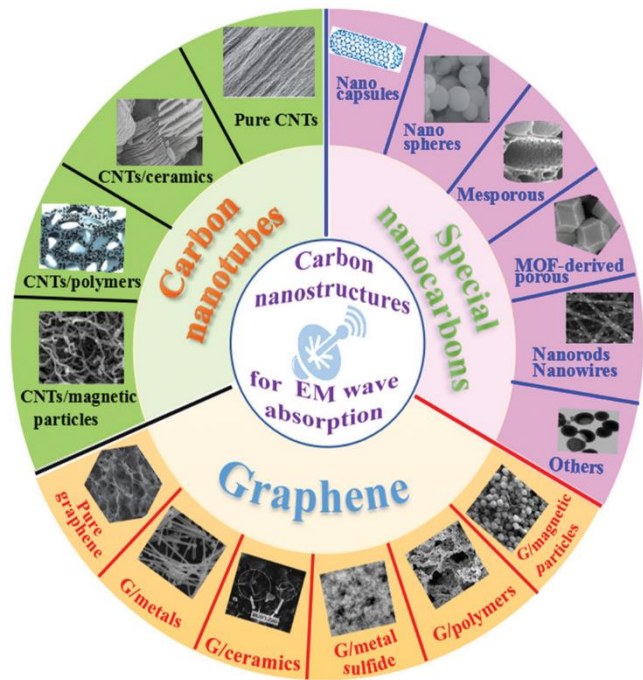 Carbon
nanostructures
for EM wave
absorption
Carbon
nanotubes
Pure CNTs
CNTs/ceramics
CNTs/polymers
CNTs/magnetic
particles
Special
nanocarbons
Nano
capsules
Nano
spheres
Mesporous
MOF-derived
porous
Nanorods
Nanowires
Others
Graphene
Pure
graphene
G/metals
G/ceramics
G/metal
sulfide
G/polymers
G/magnetic
particles